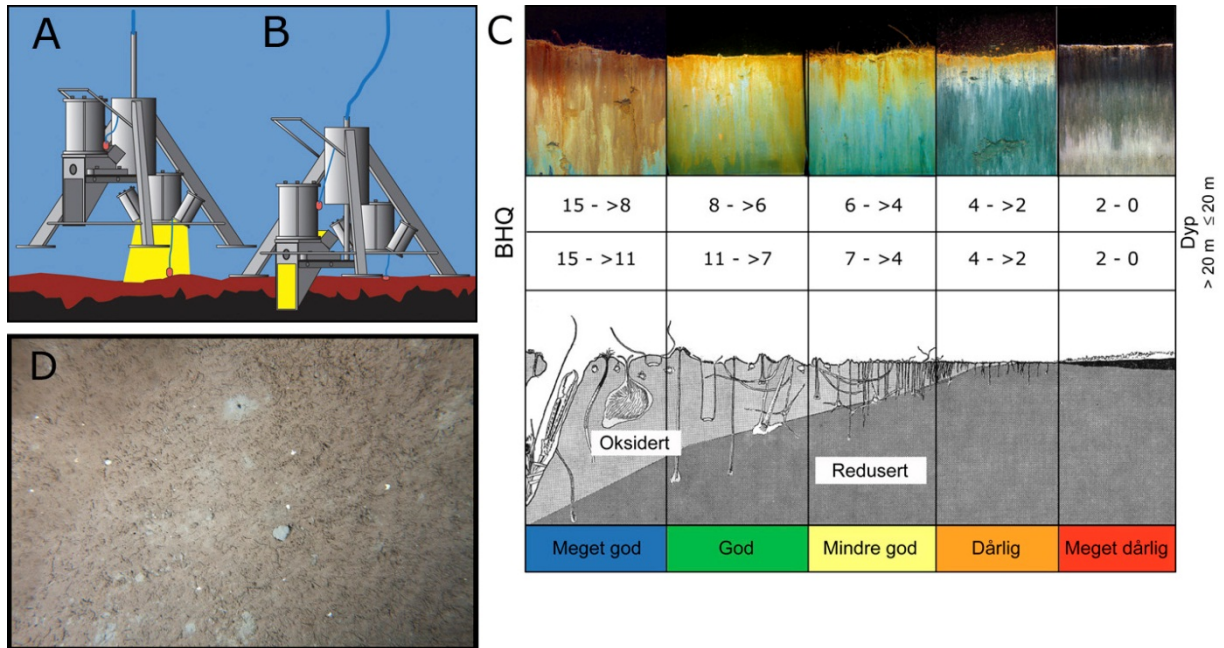 A
B
C
BHQ
15 - >8
8 - >6
6 - >4
4 - >2
2 - 0
15 - >11
11 - >7
7 - >4
4 - >2
2 - 0
Dyp
> 20 m ≤ 20 m
Oksidert
Redusert
Meget god
God
Mindre god
Dårlig
Meget dårlig
D